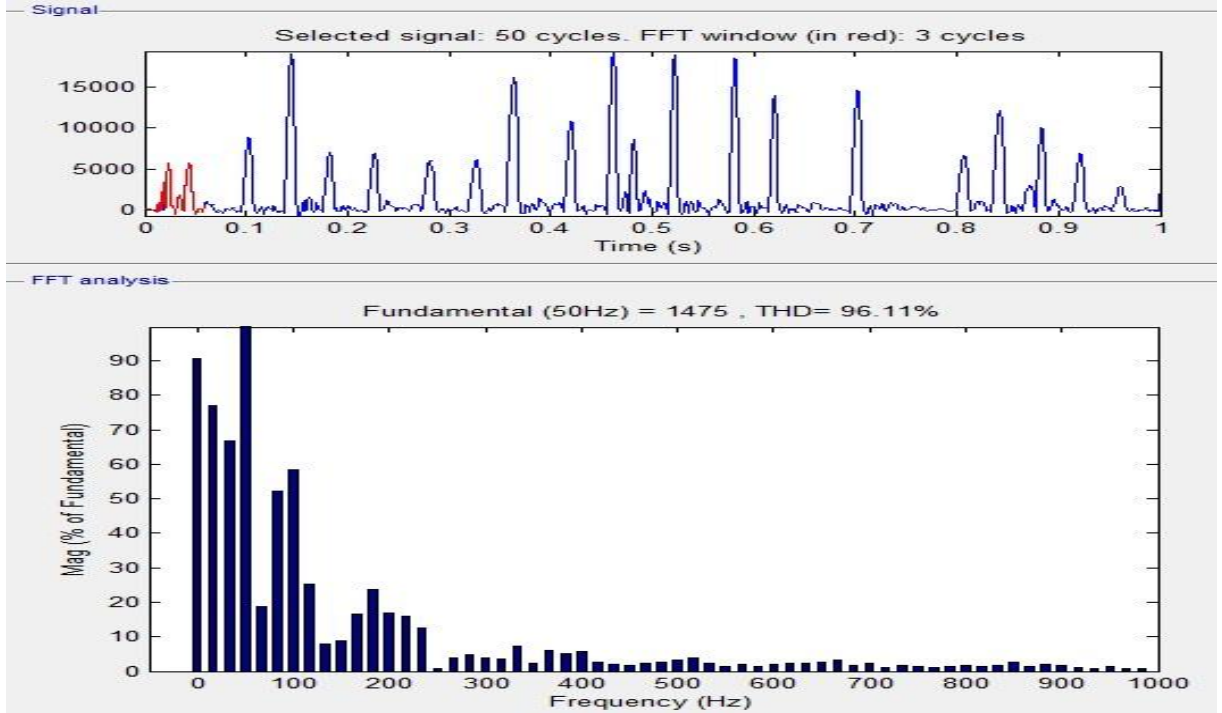 Signal
Selected signal: 50 cycles. FFT window (in red): 3 cycles
15000
10000
5000
0
0 0.1 0.2 0.3 0.4 0.5 0.6 0.7 0.8 0.9 1
Time (s)
FFT analysis
Fundamental (50Hz) = 1475 , THD= 96.11%
Mag (% of Fundamental)
90
80
70
60
50
40
30
20
10
0
0 100 200 300 400 500 600 700 800 900 1000
Frequency (Hz)